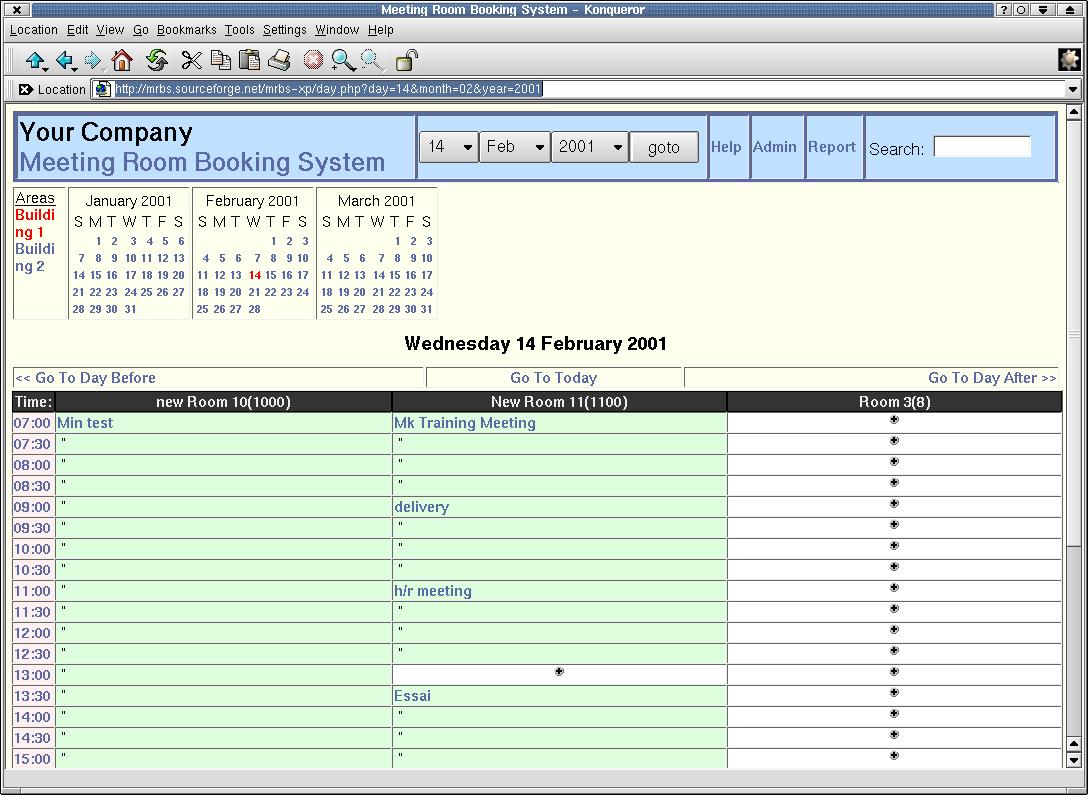 Meeting Room Booking System - Konqueror
Location Edit View Go Bookmarks Tools Settings Window Help
Location http://mrbs.sourceforge.net/mrbs-xp/day.php?day=14&month=02&year=2001
Your Company
Meeting Room Booking System
14 Feb 2001 goto Help Admin Report Search:
Areas
Buildi
ng 1
Buildi
ng 2
January 2001
S M T W T F S
1 2 3 4 5 6
7 8 9 10 11 12 13
14 15 16 17 18 19 20
21 22 23 24 25 26 27
28 29 30 31
February 2001
S M T W T F S
1 2 3
4 5 6 7 8 9 10
11 12 13 14 15 16 17
18 19 20 21 22 23 24
25 26 27 28
March 2001
S M T W T F S
1 2 3
4 5 6 7 8 9 10
11 12 13 14 15 16 17
18 19 20 21 22 23 24
25 26 27 28 29 30 31
Wednesday 14 February 2001
<< Go To Day Before Go To Today Go To Day After >>
Time: new Room 10(1000) New Room 11(1100) Room 3(8)
07:00 Min test Mk Training Meeting
07:30 " "
08:00 " "
08:30 " "
09:00 " delivery
09:30 " "
10:00 " "
10:30 " "
11:00 " h/r meeting
11:30 " "
12:00 " "
12:30 " "
13:00 "
13:30 " Essai
14:00 " "
14:30 " "
15:00 " "